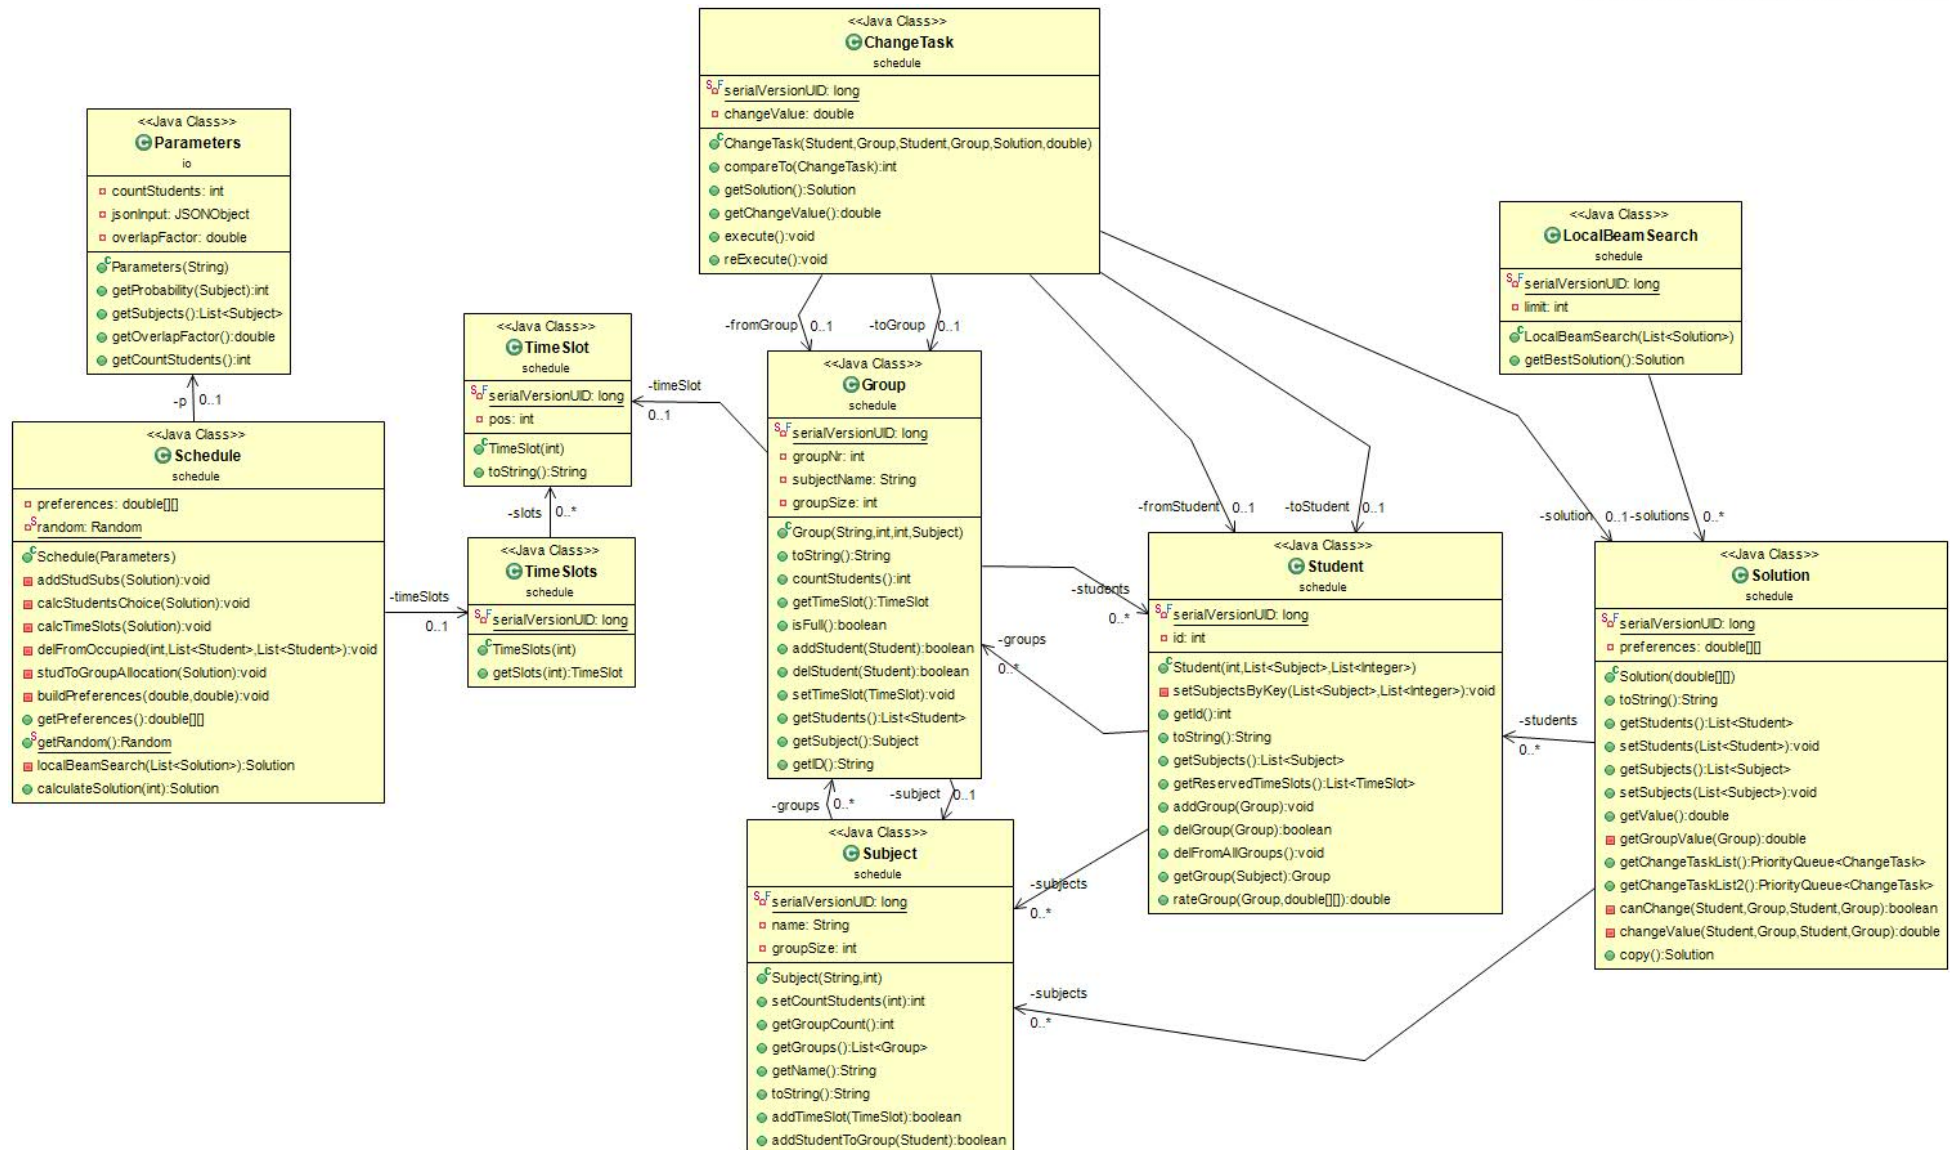 <<Java Class>>
ChangeTask
schedule
serialVersionUID: long
changeValue: double
ChangeTask(Student,Group,Student,Group,Solution,double)
compareTo(ChangeTask):int
getSolution():Solution
getChangeValue():double
execute():void
reExecute():void
<<Java Class>>
Parameters
io
countStudents: int
jsonInput: JSONObject
overlapFactor: double
Parameters(String)
getProbability(Subject):int
getSubjects():List<Subject>
getOverlapFactor():double
getCountStudents():int
<<Java Class>>
LocalBeamSearch
schedule
serialVersionUID: long
limit: int
LocalBeamSearch(List<Solution>)
getBestSolution():Solution
-fromGroup 0..1
-toGroup 0..1
<<Java Class>>
TimeSlot
schedule
serialVersionUID: long
pos: int
TimeSlot(int)
toString():String
-timeSlot
0..1
-p 0..1
<<Java Class>>
Schedule
schedule
preferences: double[][]
random: Random
Schedule(Parameters)
addStudSubs(Solution):void
calcStudentsChoice(Solution):void
calcTimeSlots(Solution):void
delFromOccupied(int,List<Student>,List<Student>):void
studToGroupAllocation(Solution):void
buildPreferences(double,double):void
getPreferences():double[][]
getRandom():Random
localBeamSearch(List<Solution>):Solution
calculateSolution(int):Solution
-timeSlots
0..1
-slots 0..*
<<Java Class>>
TimeSlots
schedule
serialVersionUID: long
TimeSlots(int)
getSlots(int):TimeSlot
<<Java Class>>
Group
schedule
serialVersionUID: long
groupNr: int
subjectName: String
groupSize: int
Group(String,int,int,Subject)
toString():String
countStudents():int
getTimeSlot():TimeSlot
isFull():boolean
addStudent(Student):boolean
delStudent(Student):boolean
setTimeSlot(TimeSlot):void
getStudents():List<Student>
getSubject():Subject
getID():String
-fromStudent 0..1
-toStudent 0..1
-solution 0..1
-solutions 0..*
-students
0..*
-groups
0..*
<<Java Class>>
Student
schedule
serialVersionUID: long
id: int
Student(int,List<Subject>,List<Integer>)
setSubjectsByKey(List<Subject>,List<Integer>):void
getId():int
toString():String
getSubjects():List<Subject>
getReservedTimeSlots():List<TimeSlot>
addGroup(Group):void
delGroup(Group):boolean
delFromAllGroups():void
getGroup(Subject):Group
rateGroup(Group,double[][]):double
-students
0..*
<<Java Class>>
Solution
schedule
serialVersionUID: long
preferences: double[][]
Solution(double[][])
toString():String
getStudents():List<Student>
setStudents(List<Student>):void
getSubjects():List<Subject>
setSubjects(List<Subject>):void
getValue():double
getGroupValue(Group):double
getChangeTaskList():PriorityQueue<ChangeTask>
getChangeTaskList2():PriorityQueue<ChangeTask>
canChange(Student,Group,Student,Group):boolean
changeValue(Student,Group,Student,Group):double
copy():Solution
-groups 0..*
-subject 0..1
<<Java Class>>
Subject
schedule
serialVersionUID: long
name: String
groupSize: int
Subject(String,int)
setCountStudents(int):int
getGroupCount():int
getGroups():List<Group>
getName():String
toString():String
addTimeSlot(TimeSlot):boolean
addStudentToGroup(Student):boolean
-subjects
0..*
-subjects
0..*